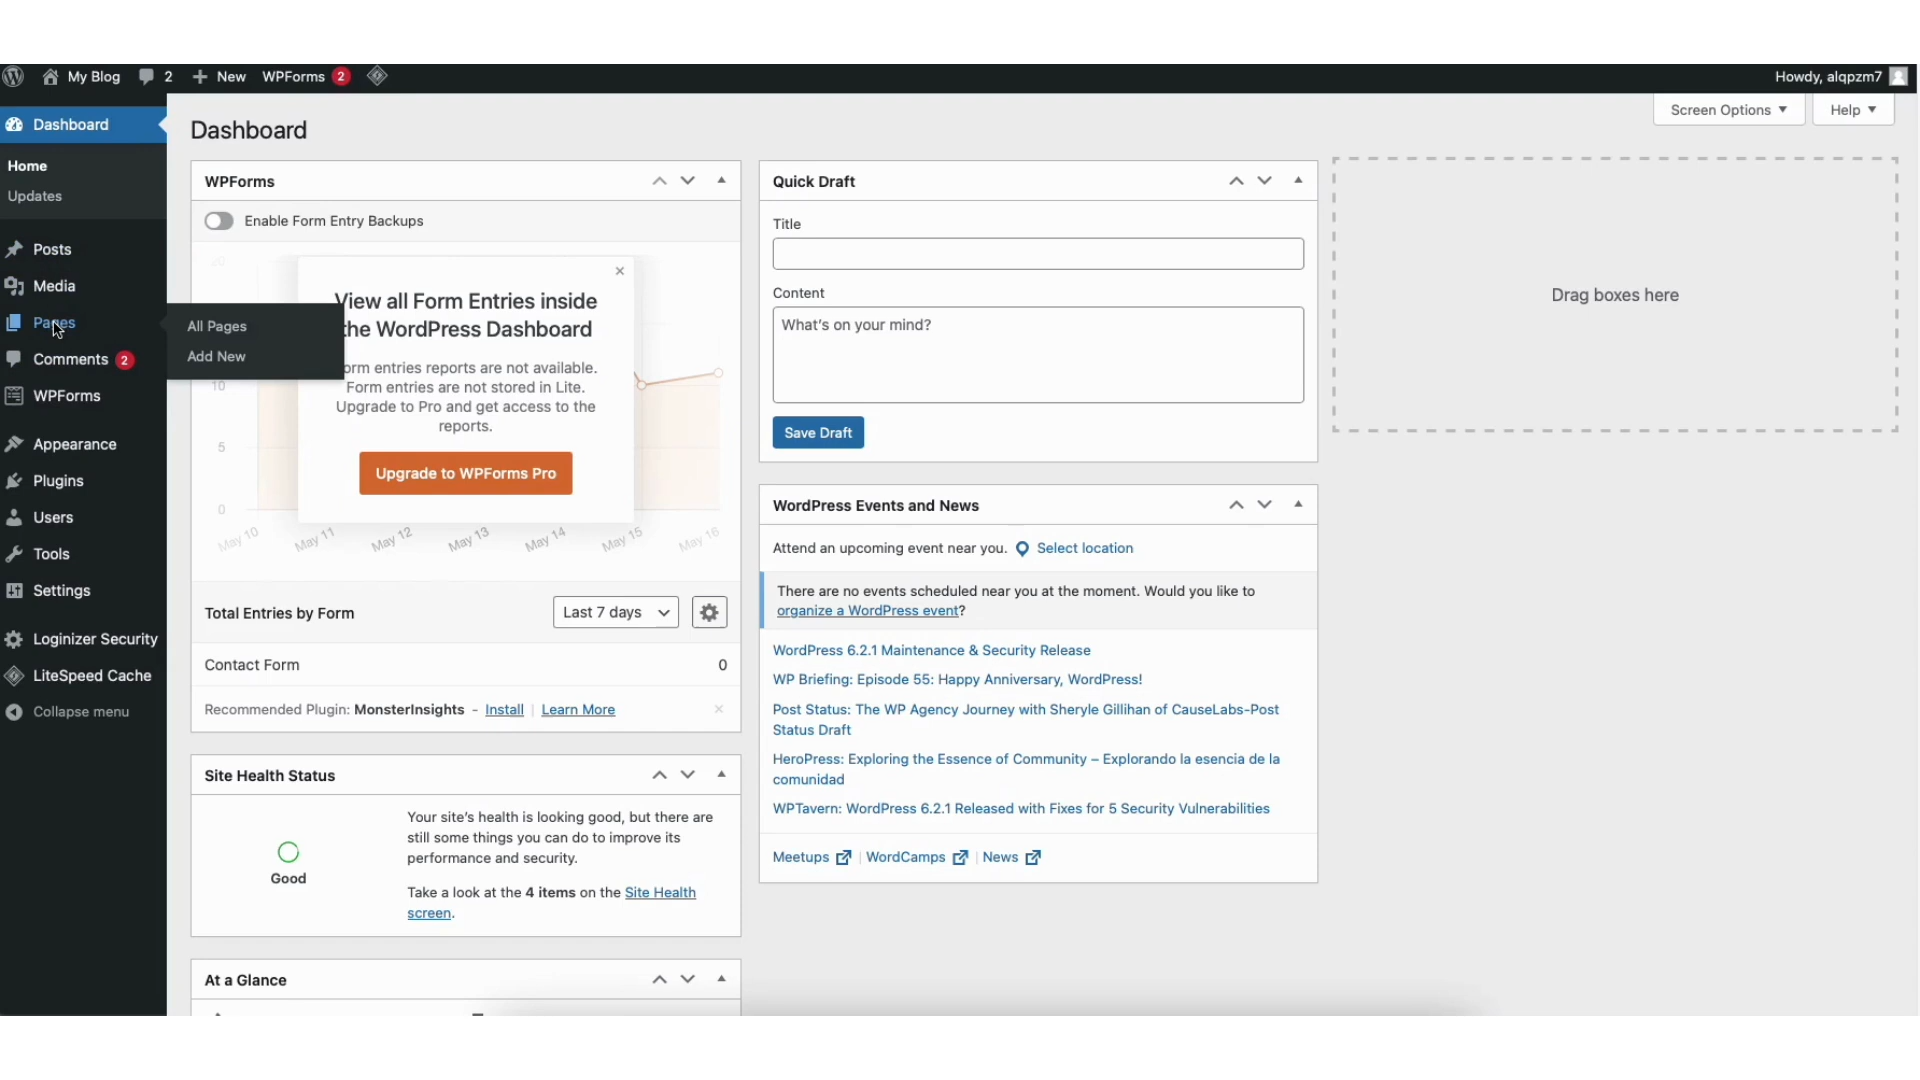 My Blog 2 New WPForms 2 Howdy, alqpzm7
Screen Options Help
Dashboard
Home
Updates
Posts
Media
Pages
All Pages
Add New
Comments 2
WPForms
Appearance
Plugins
Users
Tools
Settings
Loginizer Security
LiteSpeed Cache
Collapse menu
Dashboard
WPForms
Enable Form Entry Backups
View all Form Entries inside
the WordPress Dashboard
orm entries reports are not available.
Form entries are not stored in Lite.
Upgrade to Pro and get access to the
reports.
Upgrade to WPForms Pro
20
10
5
0
May 10 May 11 May 12 May 13 May 14 May 15 May 16
Total Entries by Form Last 7 days
Contact Form 0
Recommended Plugin: MonsterInsights - Install | Learn More
Site Health Status
Good
Your site's health is looking good, but there are
still some things you can do to improve its
performance and security.
Take a look at the 4 items on the Site Health
screen.
At a Glance
Quick Draft
Title
Content
What's on your mind?
Save Draft
WordPress Events and News
Attend an upcoming event near you. Select location
There are no events scheduled near you at the moment. Would you like to
organize a WordPress event?
WordPress 6.2.1 Maintenance & Security Release
WP Briefing: Episode 55: Happy Anniversary, WordPress!
Post Status: The WP Agency Journey with Sheryle Gillihan of CauseLabs-Post
Status Draft
HeroPress: Exploring the Essence of Community – Explorando la esencia de la
comunidad
WPTavern: WordPress 6.2.1 Released with Fixes for 5 Security Vulnerabilities
Meetups | WordCamps | News
Drag boxes here